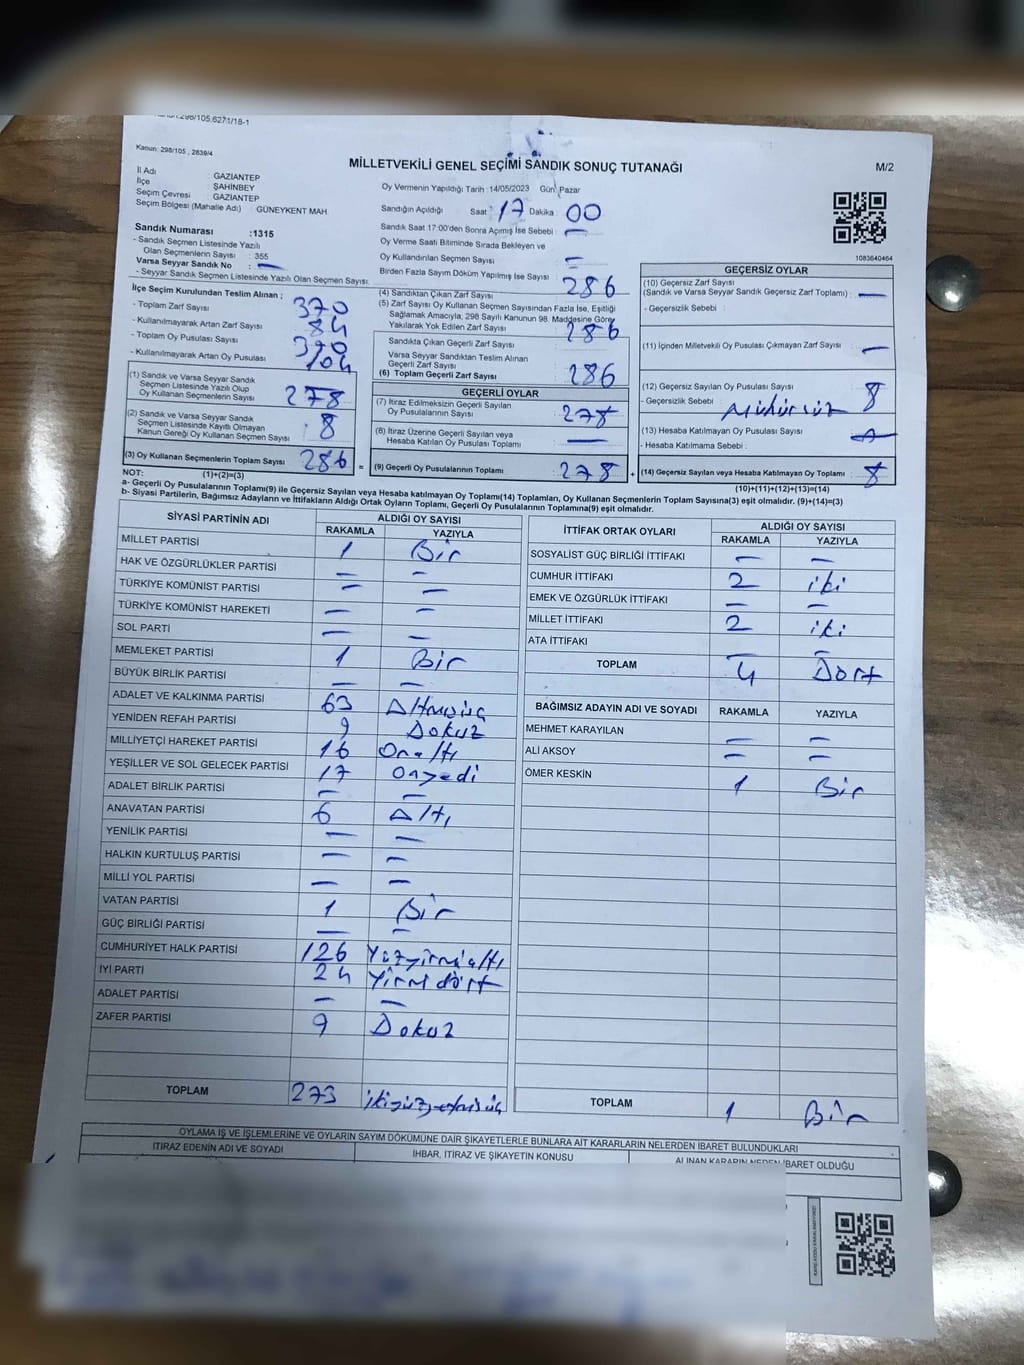 298/105,6271/18-1
Kanun: 298/105 , 2839/4
MİLLETVEKİLİ GENEL SEÇİMİ SANDIK SONUÇ TUTANAĞI
M/2
İl Adı GAZIANTEP
İlçe ŞAHİNBEY
Seçim Çevresi GAZIANTEP
Seçim Bölgesi (Mahalle Adı) : GÜNEYKENT MAH
Oy Vermenin Yapıldığı Tarih : 14/05/2023 Gün: Pazar
Sandığın Açıldığı Saat : 17 Dakika : 00
Sandık Saat 17:00'den Sonra Açmış İse Sebebi : —
Oy Verme Saati Bitiminde Sırada Bekleyen ve
Oy Kullandırılan Seçmen Sayısı : —
Birden Fazla Sayım Döküm Yapılmış İse Sayısı :
1083640464
Sandık Numarası :1315
- Sandık Seçmen Listesinde Yazılı
Olan Seçmenlerin Sayısı : 355
Varsa Seyyar Sandık No : —
- Seyyar Sandık Listesinde Yazılı Olan Seçmen Sayısı:
İlçe Seçim Kurulundan Teslim Alınan ;
- Toplam Zarf Sayısı : 370
- Kullanılmayarak Artan Zarf Sayısı : 84
- Toplam Oy Pusulası Sayısı :
- Kullanılmayarak Artan Oy Pusulası : 104
(1) Sandık ve Varsa Seyyar Sandık
Seçmen Listesinde Yazılı Olup
Oy Kullanan Seçmenlerin Sayısı : 278
(2) Sandık ve Varsa Seyyar Sandık
Seçmen Listesinde Kayıtlı Olmayan
Kanun Gereği Oy Kullanan Seçmen Sayısı : 8
(3) Oy Kullanan Seçmenlerin Toplam Sayısı : 286 =
(1)+(2)=(3)
(4) Sandıktan Çıkan Zarf Sayısı : 286
(5) Zarf Sayısı Oy Kullanan Seçmen Sayısından Fazla İse, Eşitliği
Sağlamak Amacıyla, 298 Sayılı Kanunun 98. Maddesine Göre
Yakılarak Yok Edilen Zarf Sayısı :
Sandıkta Çıkan Geçerli Zarf Sayısı : 286
Varsa Seyyar Sandıktan Teslim Alınan
Geçerli Zarf Sayısı :
(6) Toplam Geçerli Zarf Sayısı : 286
GEÇERLİ OYLAR
(7) İtiraz Edilmeksizin Geçerli Sayılan
Oy Pusulalarının Sayısı : 278
(8) İtiraz Üzerine Geçerli Sayılan veya
Hesaba Katılan Oy Pusulası Toplamı : —
(9) Geçerli Oy Pusulalarının Toplamı : 278 +
GEÇERSİZ OYLAR
(10) Geçersiz Zarf Sayısı
(Sandık ve Varsa Seyyar Sandık Geçersiz Zarf Toplamı) : —
- Geçersizlik Sebebi :
(11) İçinden Milletvekili Oy Pusulası Çıkmayan Zarf Sayısı : —
(12) Geçersiz Sayılan Oy Pusulası Sayısı : 8
- Geçersizlik Sebebi : Mühürsüz
(13) Hesaba Katılmayan Oy Pusulası Sayısı :
- Hesaba Katılmama Sebebi :
(14) Geçersiz Sayılan veya Hesaba Katılmayan Oy Toplamı : 8
(10)+(11)+(12)+(13)=(14)
NOT:
a- Geçerli Oy Pusulalarının Toplamı(9) ile Geçersiz Sayılan veya Hesaba katılmayan Oy Toplamı(14) Toplamları, Oy Kullanan Seçmenlerin Toplam Sayısına(3) eşit olmalıdır. (9)+(14)=(3)
b- Siyasi Partilerin, Bağımsız Adayların ve İttifakların Aldığı Ortak Oyların Toplamı, Geçerli Oy Pusulalarının Toplamına(9) eşit olmalıdır.
SİYASİ PARTİNİN ADI ALDIĞI OY SAYISI
RAKAMLA YAZIYLA
MİLLET PARTİSİ 1 Bir
HAK VE ÖZGÜRLÜKLER PARTİSİ — —
TÜRKİYE KOMÜNİST PARTİSİ — —
TÜRKİYE KOMÜNİST HAREKETİ — —
SOL PARTİ — —
MEMLEKET PARTİSİ 1 Bir
BÜYÜK BİRLİK PARTİSİ — —
ADALET VE KALKINMA PARTİSİ 63 Altmışüç
YENİDEN REFAH PARTİSİ 9 Dokuz
MİLLİYETÇİ HAREKET PARTİSİ 16 Onaltı
YEŞİLLER VE SOL GELECEK PARTİSİ 17 Onyedi
ADALET BİRLİK PARTİSİ — —
ANAVATAN PARTİSİ 6 Altı
YENİLİK PARTİSİ — —
HALKIN KURTULUŞ PARTİSİ — —
MİLLİ YOL PARTİSİ — —
VATAN PARTİSİ 1 Bir
GÜÇ BİRLİĞİ PARTİSİ — —
CUMHURİYET HALK PARTİSİ 126 Yüzyirmialtı
İYİ PARTİ 24 Yirmi dört
ADALET PARTİSİ — —
ZAFER PARTİSİ 9 Dokuz
TOPLAM 273 ikiyüzyetmişüç
İTTİFAK ORTAK OYLARI ALDIĞI OY SAYISI
RAKAMLA YAZIYLA
SOSYALİST GÜÇ BİRLİĞİ İTTİFAKI — —
CUMHUR İTTİFAKI 2 iki
EMEK VE ÖZGÜRLÜK İTTİFAKI — —
MİLLET İTTİFAKI 2 iki
ATA İTTİFAKI — —
TOPLAM 4 Dört
BAĞIMSIZ ADAYIN ADI VE SOYADI RAKAMLA YAZIYLA
MEHMET KARAYILAN — —
ALİ AKSOY — —
ÖMER KESKİN 1 Bir
TOPLAM 1 Bir
OYLAMA İŞ VE İŞLEMLERİNE VE OYLARIN SAYIM DÖKÜMÜNE DAİR ŞİKAYETLERLE BUNLARA AİT KARARLARIN NELERDEN İBARET BULUNDUKLARI
İTİRAZ EDENİN ADI VE SOYADI İHBAR, İTİRAZ VE ŞİKAYETİN KONUSU ALINAN KARARIN NEDEN İBARET OLDUĞU